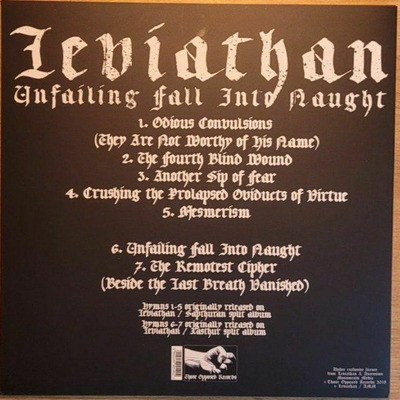 Leviathan
Unfailing Fall Into Naught
1. Odious Convulsions
(They Are Not Worthy of His Name)
2. The Fourth Blind Wound
3. Another Sip of Fear
4. Crushing the Prolapsed Oviducts of Virtue
5. Mesmerism
6. Unfailing Fall Into Naught
7. The Remotest Cipher
(Beside the Last Breath Vanished)
Hymns 1-5 originally released on
Leviathan / Sapthuran split album
Hymns 6-7 originally released on
Leviathan / Xasthur split album